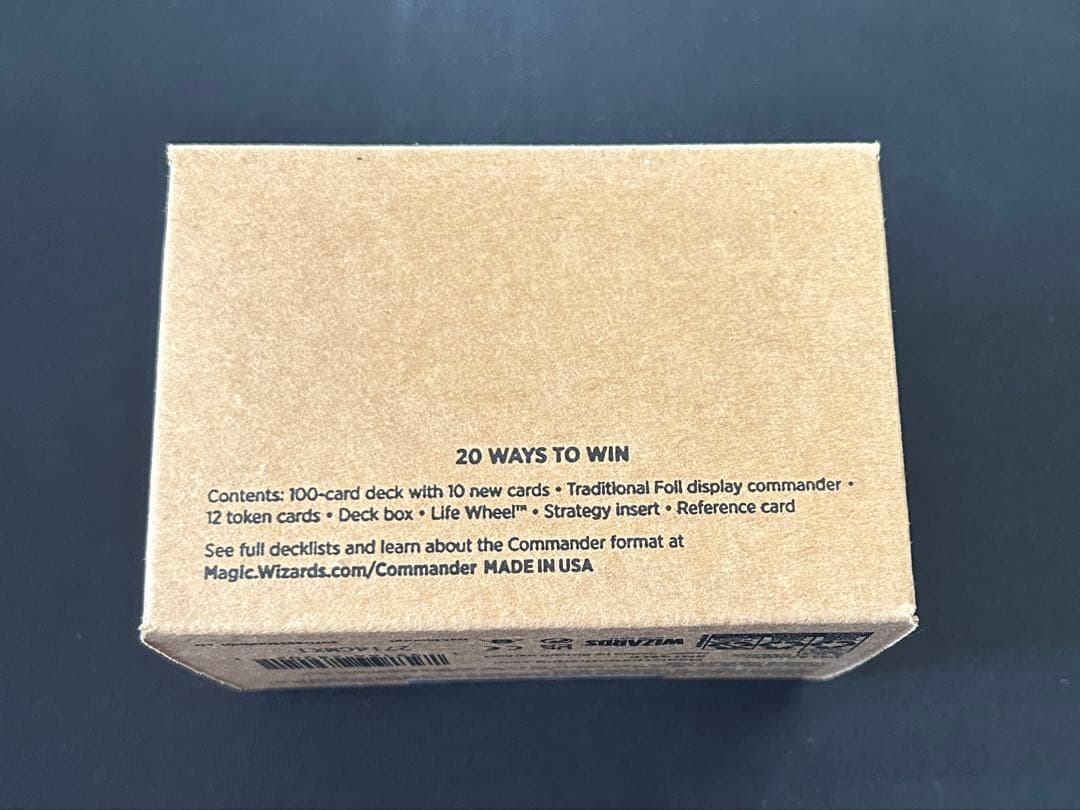 20 WAYS TO WIN
Contents: 100-card deck with 10 new cards • Traditional Foil display commander •
12 token cards • Deck box • Life Wheel™ • Strategy insert • Reference card
See full decklists and learn about the Commander format at
Magic.Wizards.com/Commander MADE IN USA
WIZARDS